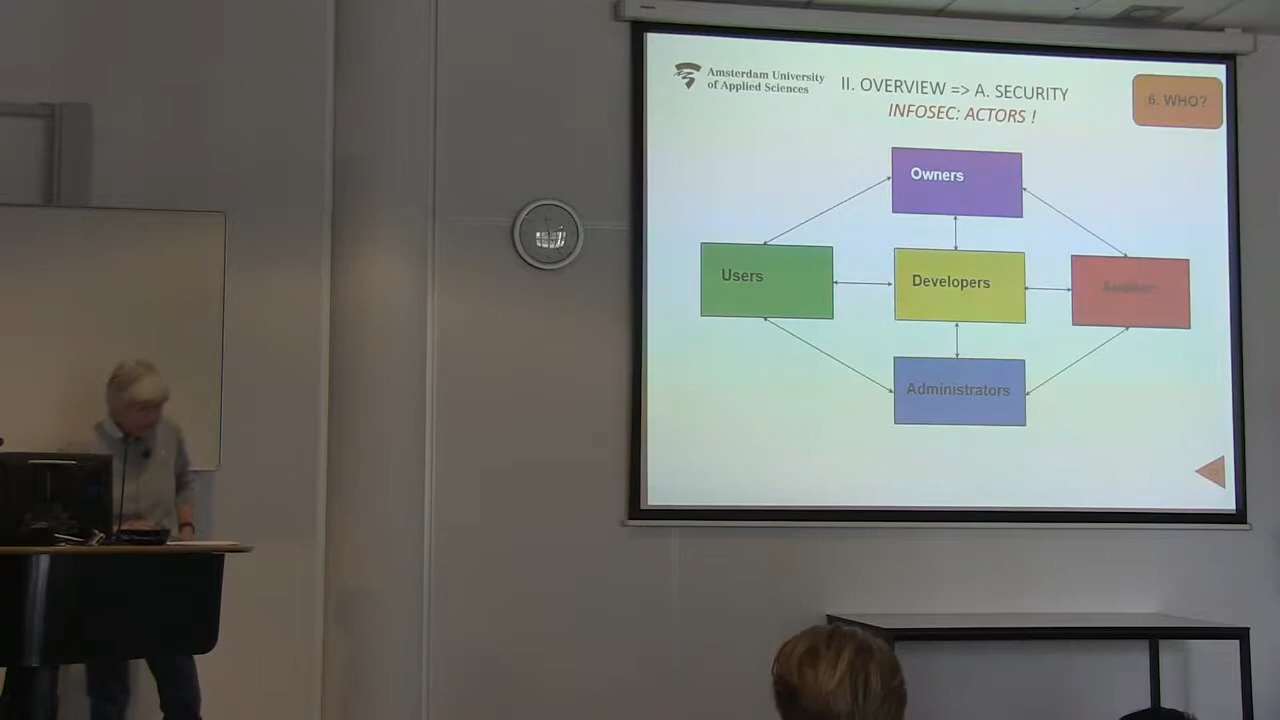 Amsterdam University
of Applied Sciences
II. OVERVIEW => A. SECURITY
INFOSEC: ACTORS !
6. WHO?
Owners
Users
Developers
Administrators